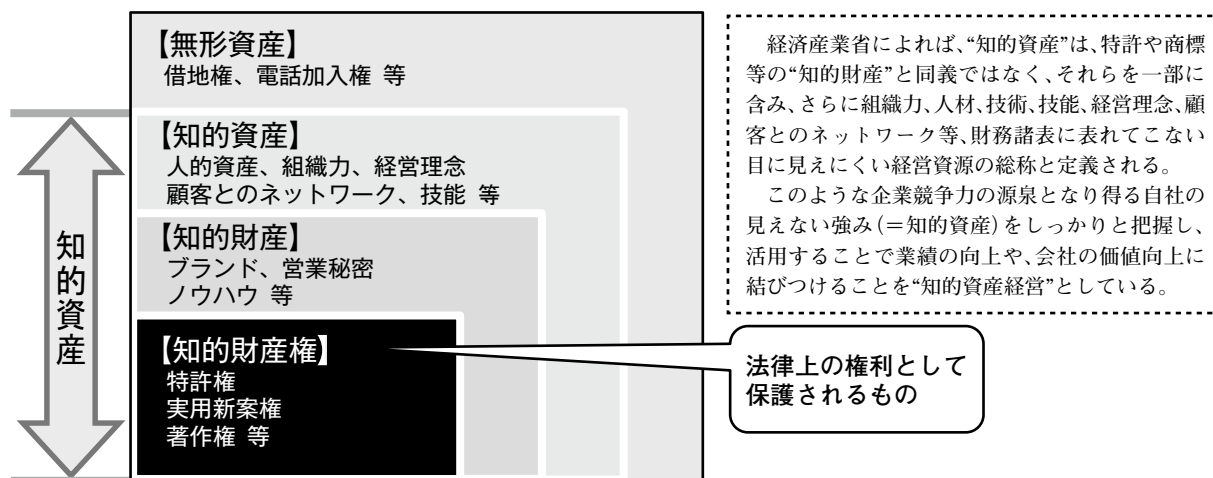 【無形資産】
借地権、電話加入権 等
【知的資産】
人的資産、組織力、経営理念
顧客とのネットワーク、技能 等
【知的財産】
ブランド、営業秘密
ノウハウ 等
【知的財産権】
特許権
実用新案権
著作権 等
知的資産
経済産業省によれば、“知的資産”は、特許や商標
等の“知的財産”と同義ではなく、それらを一部に
含み、さらに組織力、人材、技術、技能、経営理念、顧
客とのネットワーク等、財務諸表に表れてこない
目に見えにくい経営資源の総称と定義される。
このような企業競争力の源泉となり得る自社の
見えない強み(＝知的資産)をしっかりと把握し、
活用することで業績の向上や、会社の価値向上に
結びつけることを“知的資産経営”としている。
法律上の権利として
保護されるもの